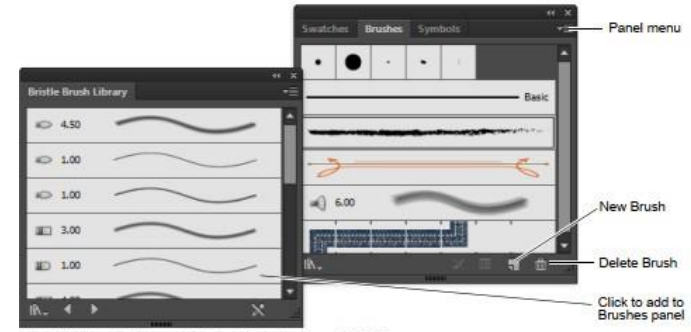 Swatches Brushes Symbols
Panel menu
Basic
Bristle Brush Library
4.50
1.00
1.00
3.00
1.00
6.00
New Brush
Delete Brush
Click to add to
Brushes panel